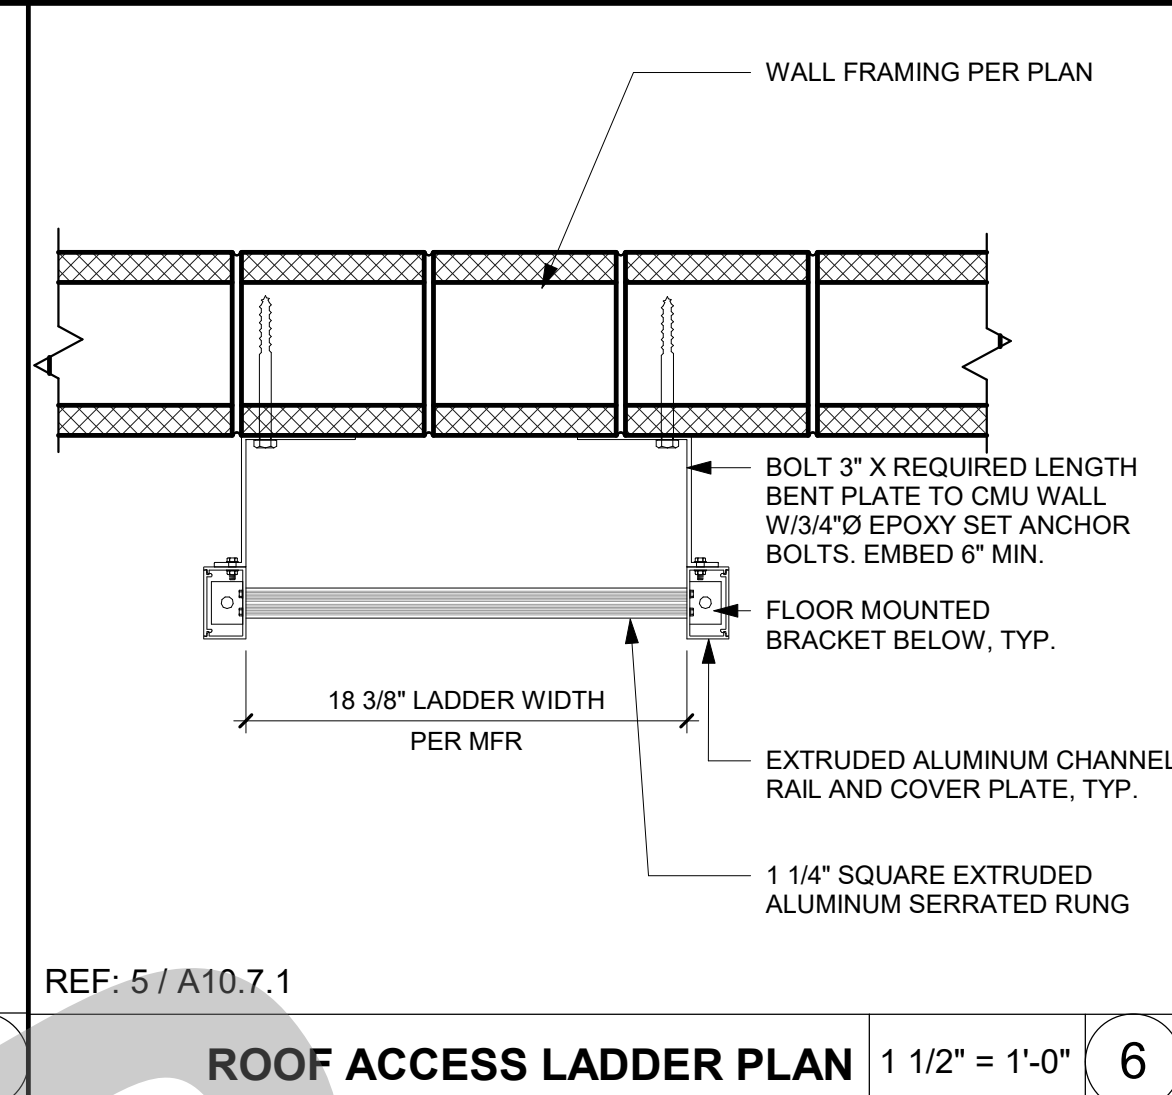 WALL FRAMING PER PLAN
BOLT 3" X REQUIRED LENGTH
BENT PLATE TO CMU WALL
W/3/4"Ø EPOXY SET ANCHOR
BOLTS. EMBED 6" MIN.
FLOOR MOUNTED
BRACKET BELOW, TYP.
18 3/8" LADDER WIDTH
PER MFR
EXTRUDED ALUMINUM CHANNEL
RAIL AND COVER PLATE, TYP.
1 1/4" SQUARE EXTRUDED
ALUMINUM SERRATED RUNG
REF: 5 / A10.7.1
ROOF ACCESS LADDER PLAN
1 1/2" = 1'-0"
6